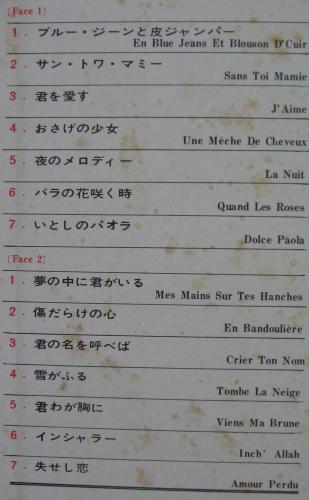 (Face 1)
1. ブルー・ジーンと皮ジャンパー
En Blue Jeans Et Blouson D'Cuir
2. サン・トワ・マミー
Sans Toi Mamie
3 君を愛す
J'Aime
4. おさげの少女
Une Mèche De Cheveux
5. 夜のメロディー
La Nuit
6. バラの花咲く時
Quand Les Roses
7. いとしのパオラ
Dolce Paola
(Face 2)
1. 夢の中に君がいる
Mes Mains Sur Tes Hanches
2. 傷だらけの心
En Bandoulière
3. 君の名を呼べば
Crier Ton Nom
4. 雪がふる
Tombe La Neige
5 君わが胸に
Viens Ma Brune
6 インシャラー
Inch' Allah
7. 失せし恋
Amour Perdu